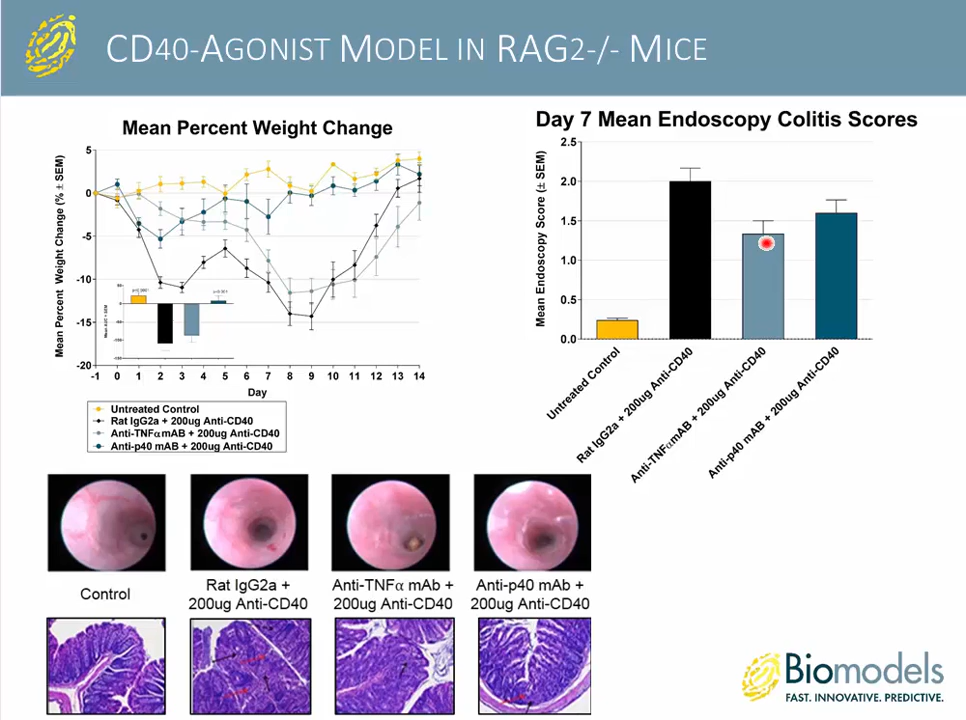 CD40-AGONIST MODEL IN RAG2-/- MICE
Mean Percent Weight Change
Mean Percent Weight Change (% ± SEM)
5
0
-5
-10
-15
-20
-1 0 1 2 3 4 5 6 7 8 9 10 11 12 13 14
Day
Untreated Control
Rat IgG2a + 200ug Anti-CD40
Anti-TNFαmAB + 200ug Anti-CD40
Anti-p40 mAB + 200ug Anti-CD40
Day 7 Mean Endoscopy Colitis Scores
Mean Endoscopy Score (± SEM)
2.5
2.0
1.5
1.0
0.5
0.0
Untreated Control
Rat IgG2a + 200ug Anti-CD40
Anti-TNFαmAB + 200ug Anti-CD40
Anti-p40 mAB + 200ug Anti-CD40
Control
Rat IgG2a +
200ug Anti-CD40
Anti-TNFα mAb +
200ug Anti-CD40
Anti-p40 mAb +
200ug Anti-CD40
Biomodels
FAST. INNOVATIVE. PREDICTIVE.